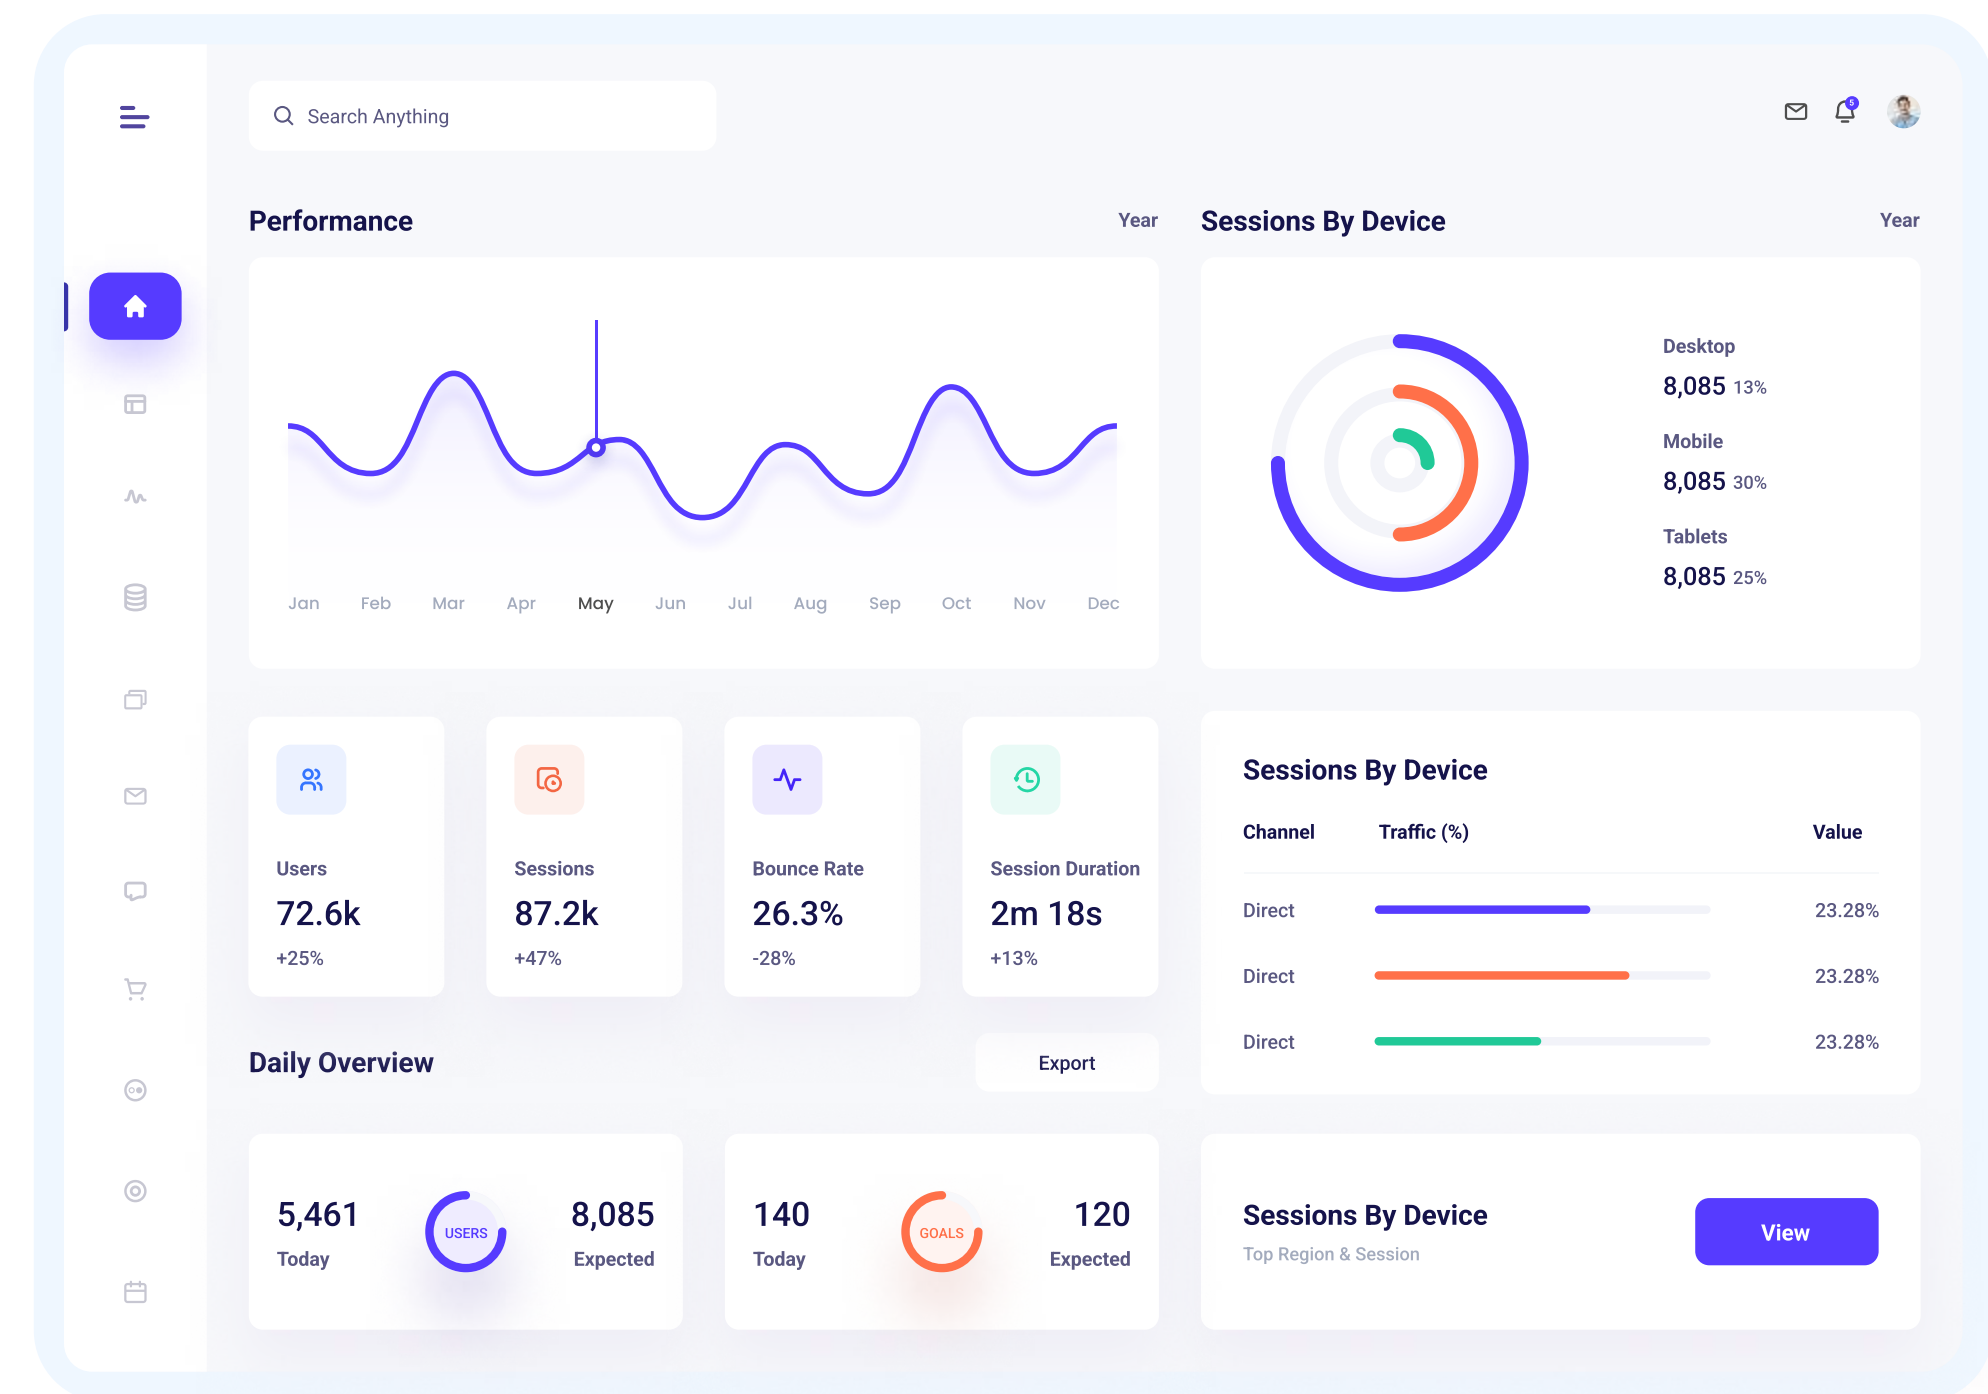 Search Anything
5
Performance
Year
Jan Feb Mar Apr May Jun Jul Aug Sep Oct Nov Dec
Sessions By Device
Year
Desktop
8,085 13%
Mobile
8,085 30%
Tablets
8,085 25%
Users
72.6k
+25%
Sessions
87.2k
+47%
Bounce Rate
26.3%
-28%
Session Duration
2m 18s
+13%
Sessions By Device
Channel Traffic (%) Value
Direct 23.28%
Direct 23.28%
Direct 23.28%
Daily Overview
Export
5,461
Today
USERS
8,085
Expected
140
Today
GOALS
120
Expected
Sessions By Device
Top Region & Session
View